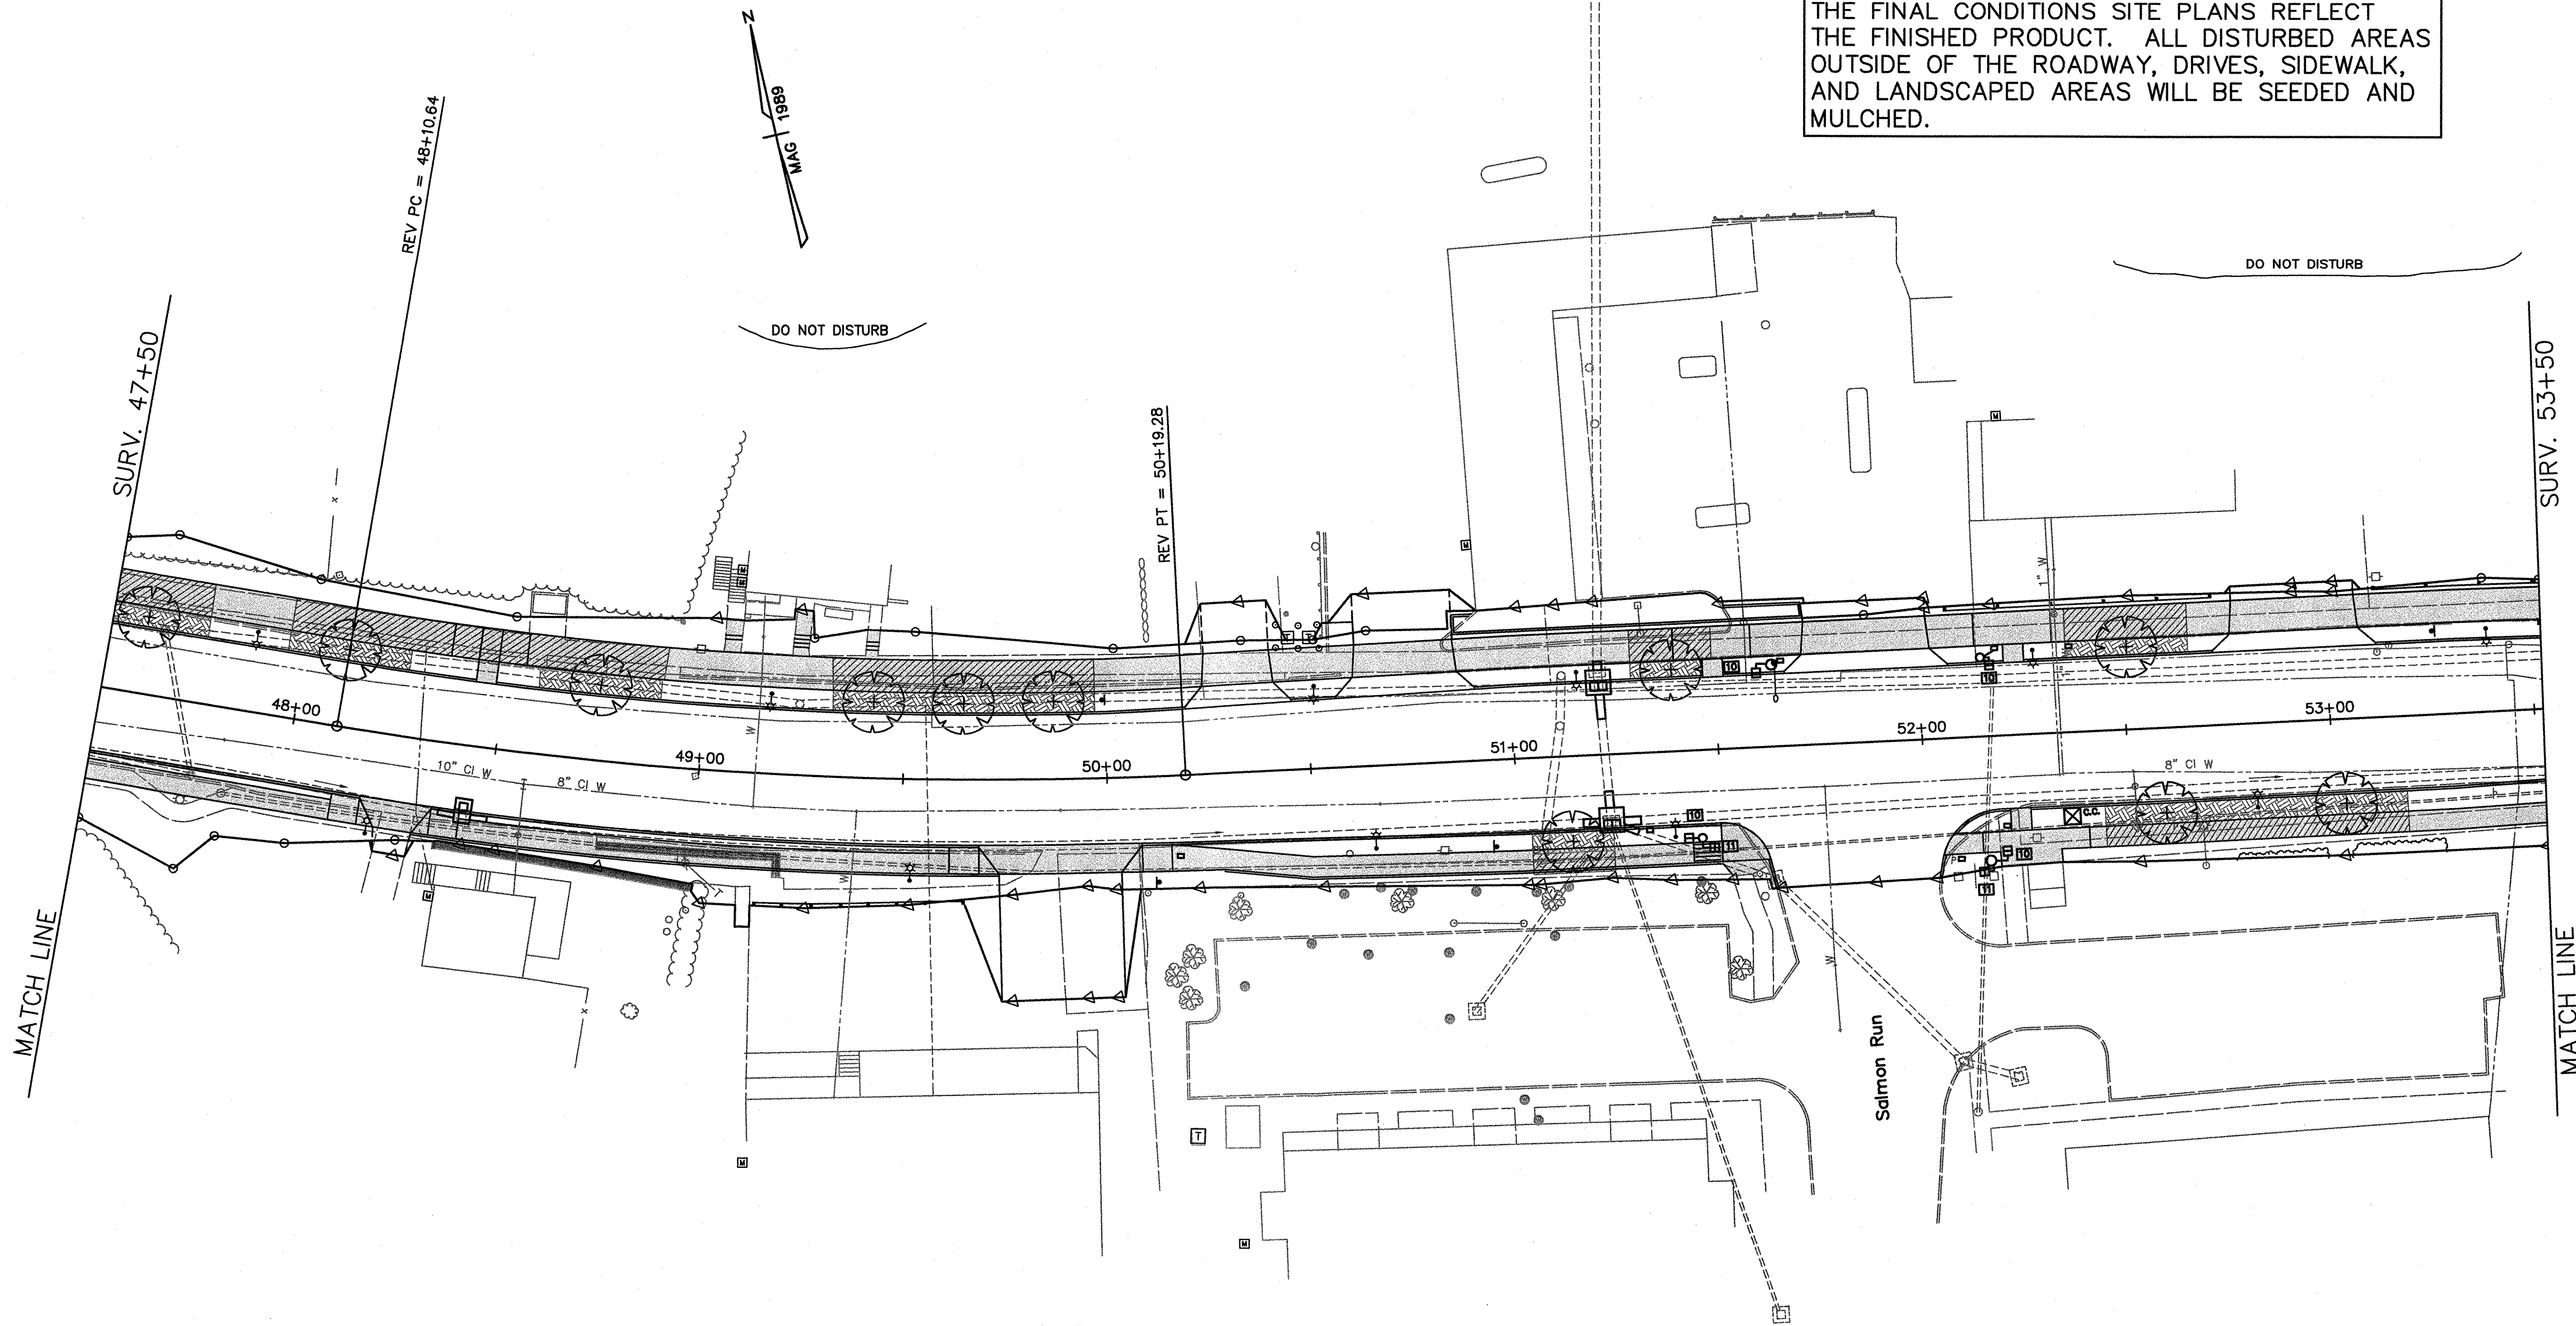 THE FINAL CONDITIONS SITE PLANS REFLECT
THE FINISHED PRODUCT. ALL DISTURBED AREAS
OUTSIDE OF THE ROADWAY, DRIVES, SIDEWALK,
AND LANDSCAPED AREAS WILL BE SEEDED AND
MULCHED.
N
MAG 1989
REV PC = 48+10.64
SURV. 47+50
DO NOT DISTURB
DO NOT DISTURB
SURV. 53+50
REV PT = 50+19.28
M
M
M
M
M
T
T
1" W
10
10
48+00
49+00
50+00
51+00
52+00
53+00
W
10" CI W
8" CI W
8" CI W
10
11
C.C.
10
11
P
P
W
W
M
T
M
M
Salmon Run
MATCH LINE
MATCH LINE